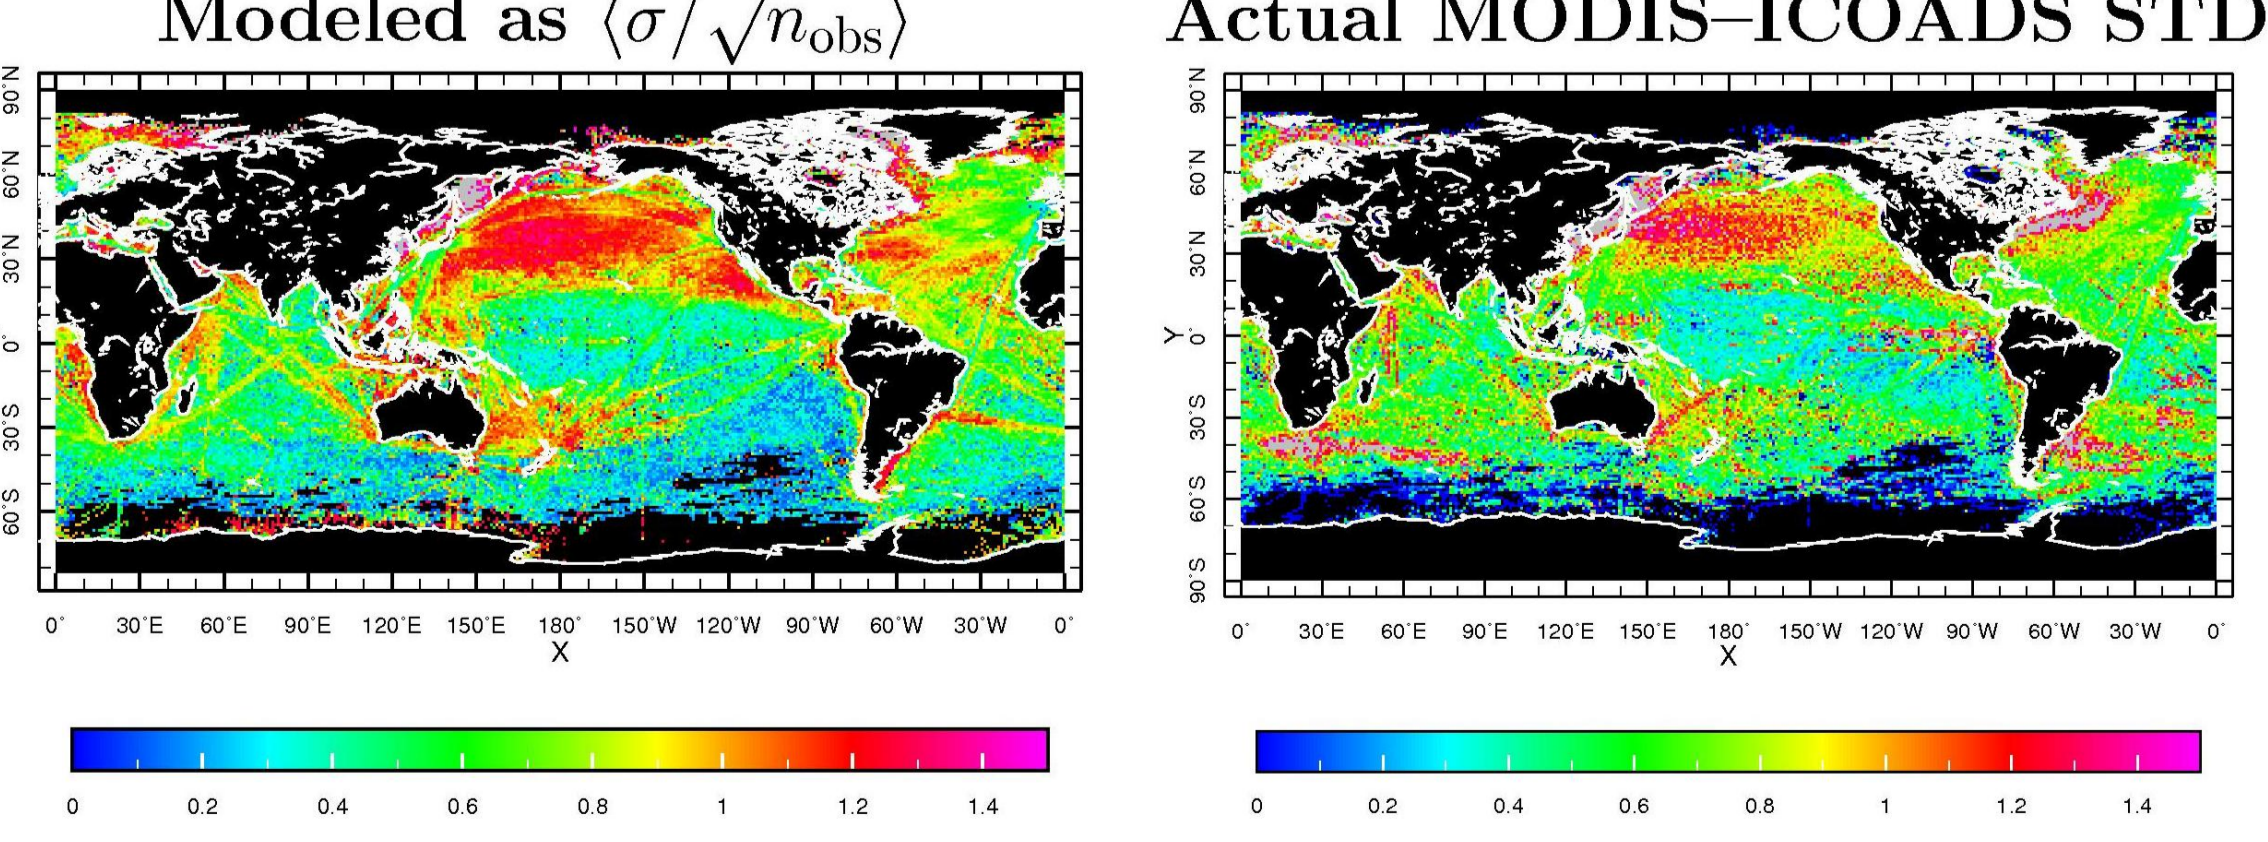 Modeled as ⟨σ/√n_obs⟩
Actual MODIS–ICOADS STD
90°N
60°N
30°N
0°
30°S
60°S
0° 30°E 60°E 90°E 120°E 150°E 180° 150°W 120°W 90°W 60°W 30°W 0°
X
0 0.2 0.4 0.6 0.8 1 1.2 1.4
Y
90°N
60°N
30°N
0°
30°S
60°S
90°S
0° 30°E 60°E 90°E 120°E 150°E 180° 150°W 120°W 90°W 60°W 30°W 0°
X
0 0.2 0.4 0.6 0.8 1 1.2 1.4